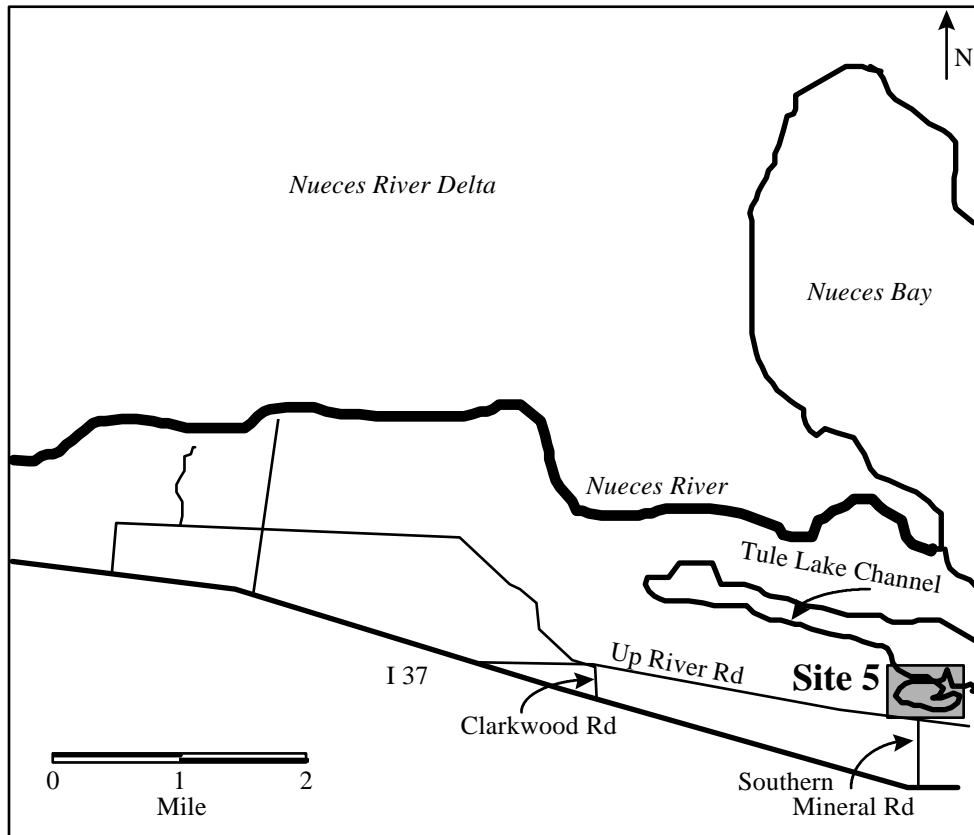 N
Nueces River Delta
Nueces Bay
Nueces River
Tule Lake Channel
Up River Rd
Site 5
I 37
Clarkwood Rd
Southern
Mineral Rd
0 1 2
Mile